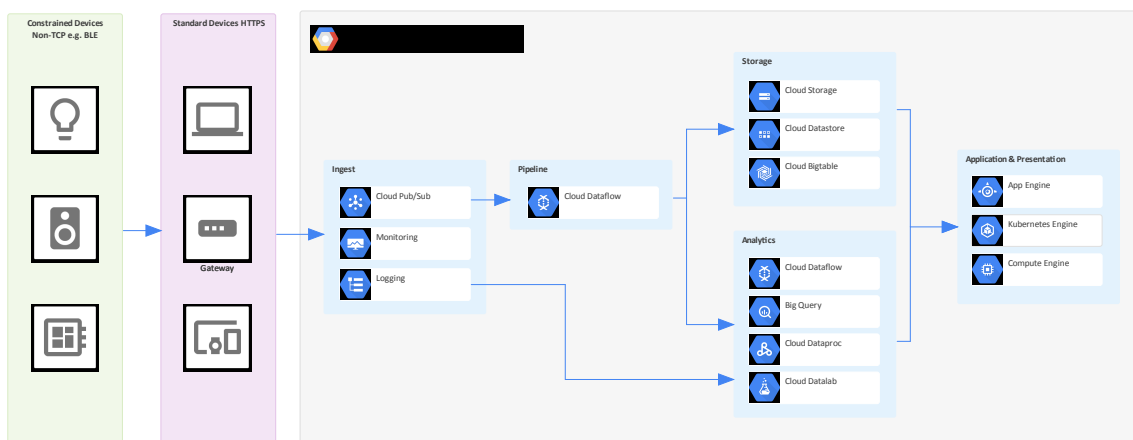 Constrained Devices
Non-TCP e.g. BLE
Standard Devices HTTPS
Gateway
Ingest
Cloud Pub/Sub
Monitoring
Logging
Pipeline
Cloud Dataflow
Storage
Cloud Storage
Cloud Datastore
Cloud Bigtable
Analytics
Cloud Dataflow
Big Query
Cloud Dataproc
Cloud Datalab
Application & Presentation
App Engine
Kubernetes Engine
Compute Engine